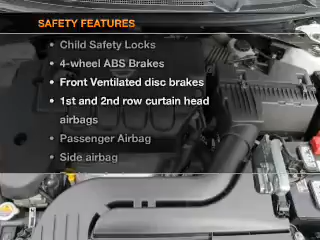 SAFETY FEATURES
• Child Safety Locks
• 4-wheel ABS Brakes
• Front Ventilated disc brakes
• 1st and 2nd row curtain head
airbags
• Passenger Airbag
• Side airbag